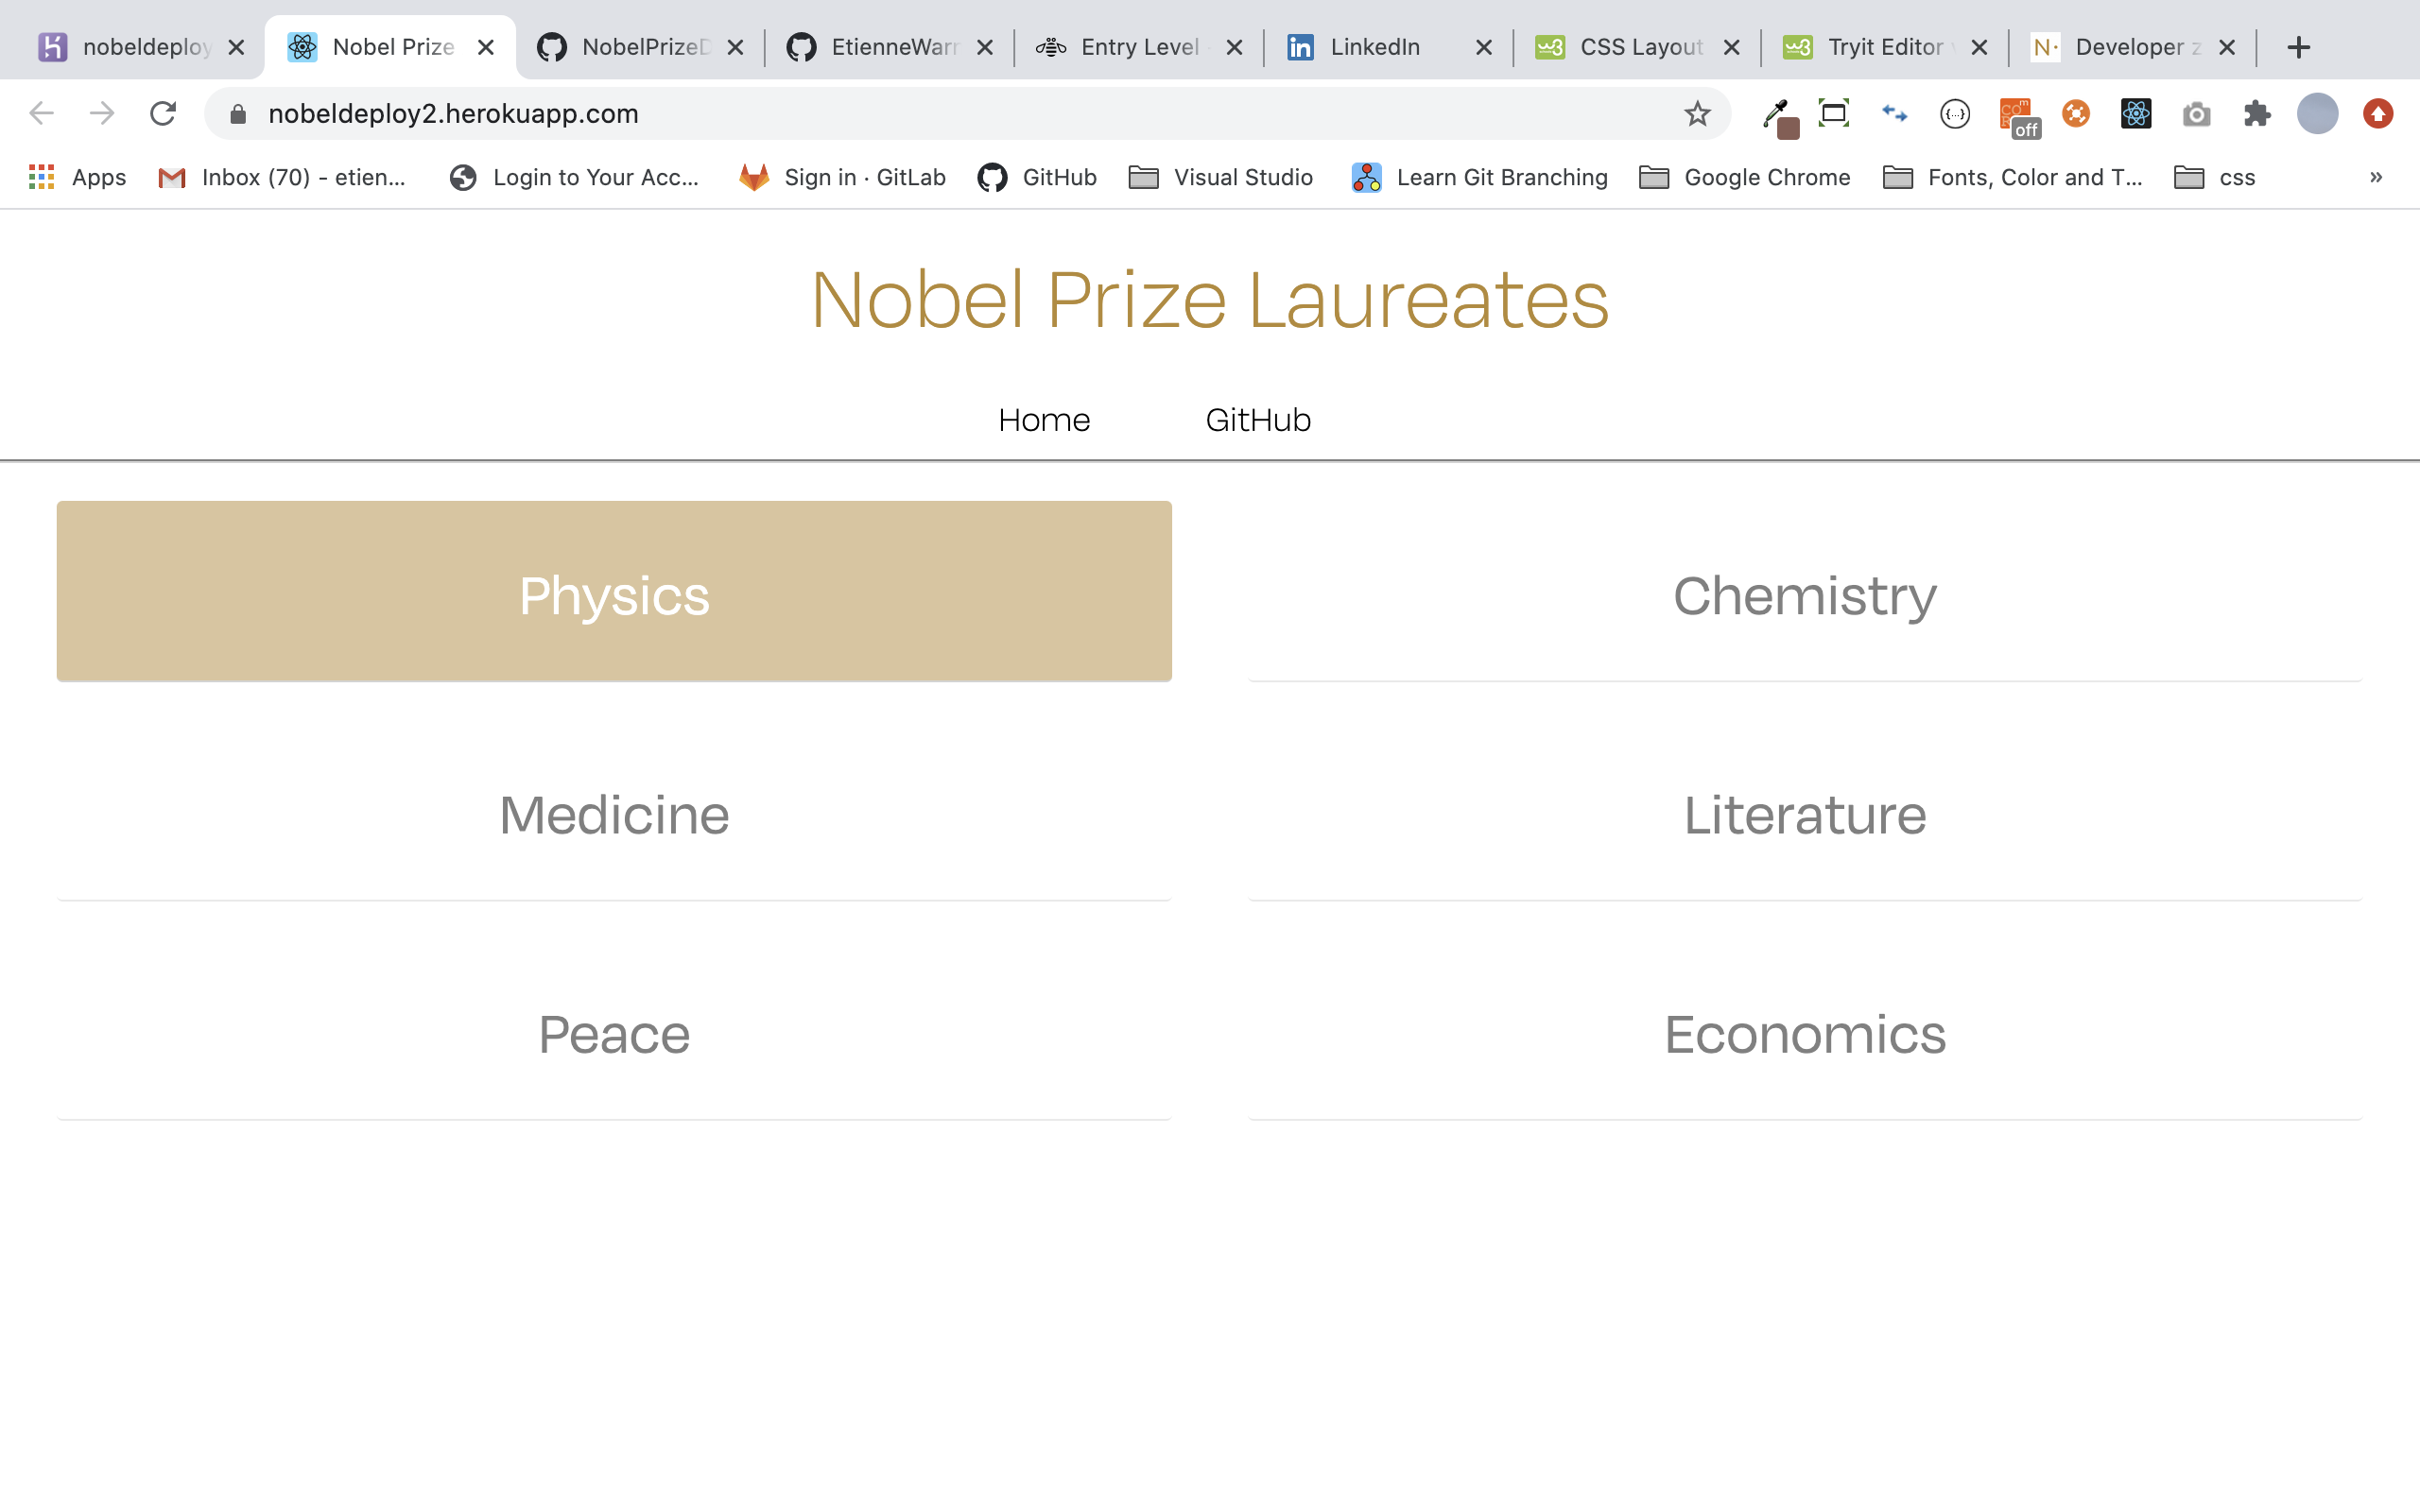 nobeldeploy Nobel Prize NobelPrizeD EtienneWarr Entry Level LinkedIn CSS Layout Tryit Editor Developer z
nobeldeploy2.herokuapp.com off
Apps Inbox (70) - etien... Login to Your Acc... Sign in · GitLab GitHub Visual Studio Learn Git Branching Google Chrome Fonts, Color and T... css »
Nobel Prize Laureates
Home GitHub
Physics Chemistry
Medicine Literature
Peace Economics